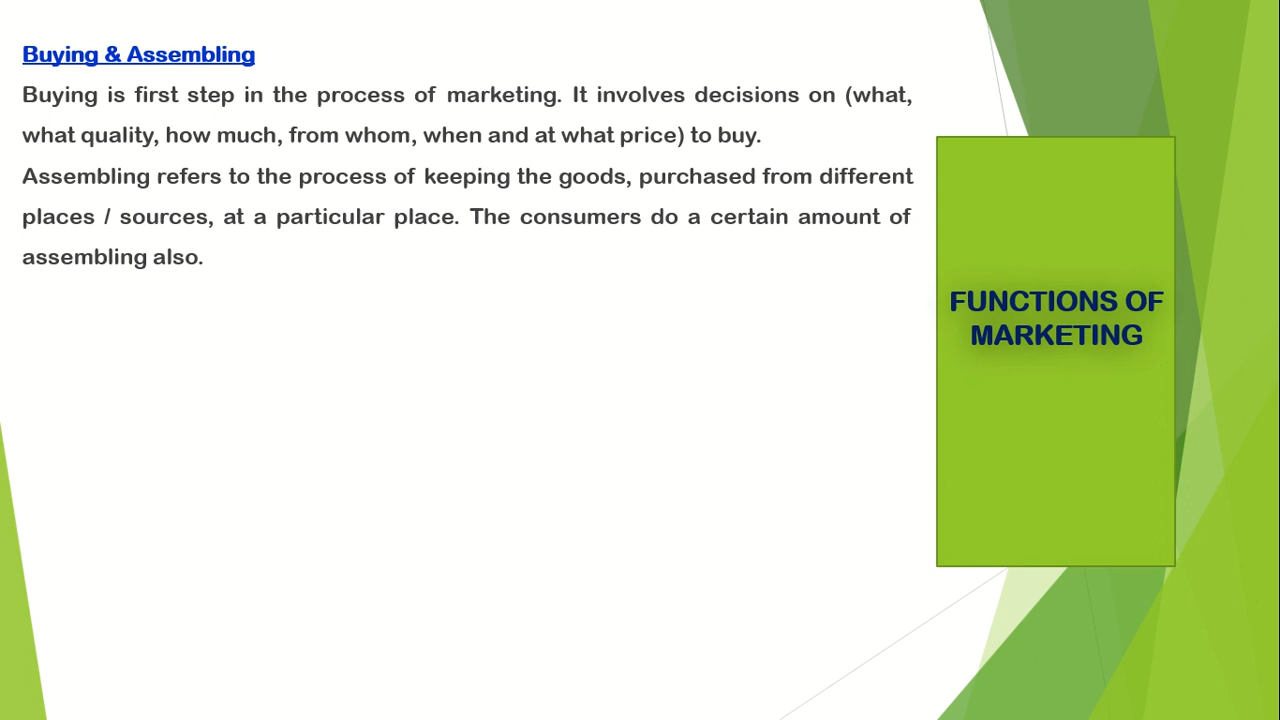 Buying & Assembling
Buying is first step in the process of marketing. It involves decisions on (what,
what quality, how much, from whom, when and at what price) to buy.
Assembling refers to the process of keeping the goods, purchased from different
places / sources, at a particular place. The consumers do a certain amount of
assembling also.
FUNCTIONS OF
MARKETING